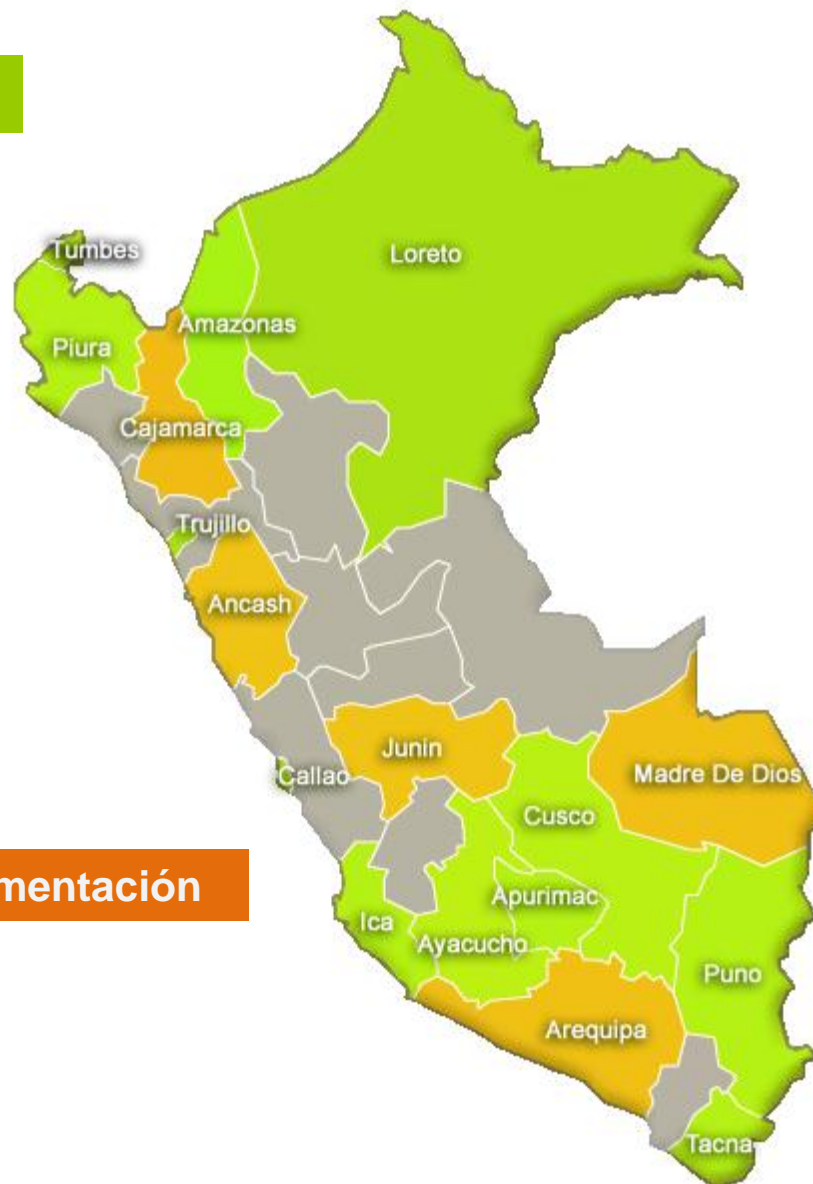 Loreto
Tumbes
Amazonas
Piura
Cajamarca
Trujillo
Ancash
Junin
Callao
Madre De Dios
Cusco
mentación
Apurimac
Ica
Ayacucho
Puno
Arequipa
Tacna